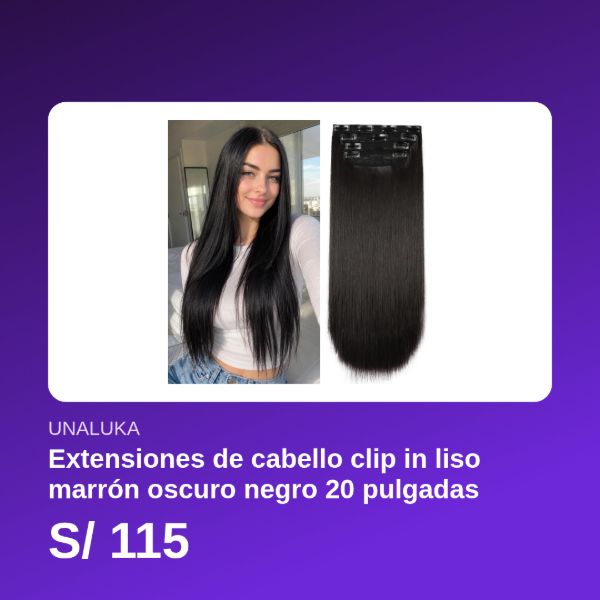 UNALUKA
Extensiones de cabello clip in liso
marrón oscuro negro 20 pulgadas
S/ 115